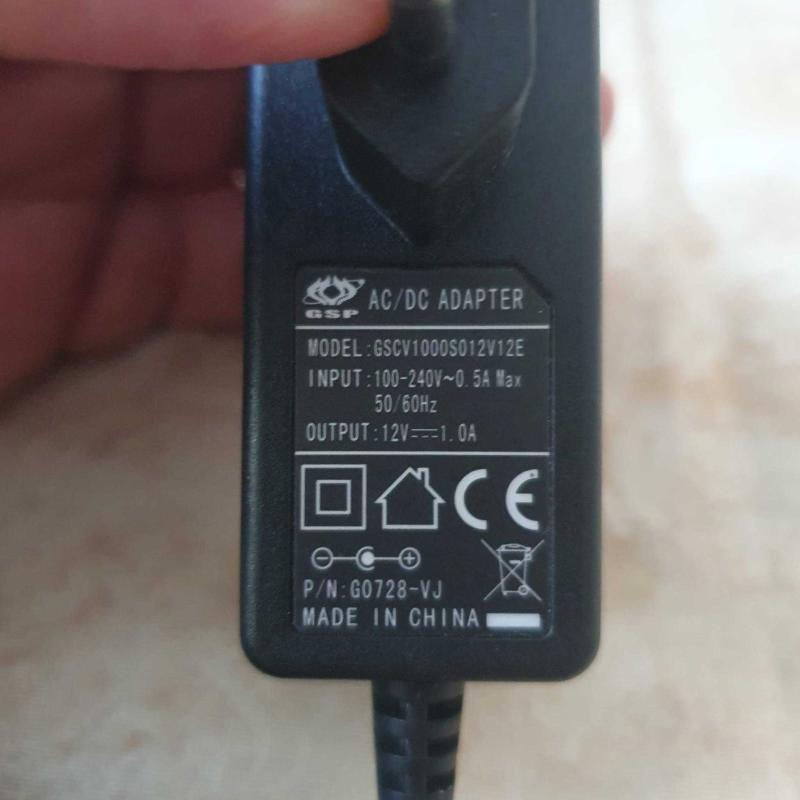 GSP AC/DC ADAPTER
MODEL:GSCV1000S012V12E
INPUT:100-240V~0.5A Max
50/60Hz
OUTPUT:12V⎓1.0A
CE
P/N:G0728-VJ
MADE IN CHINA